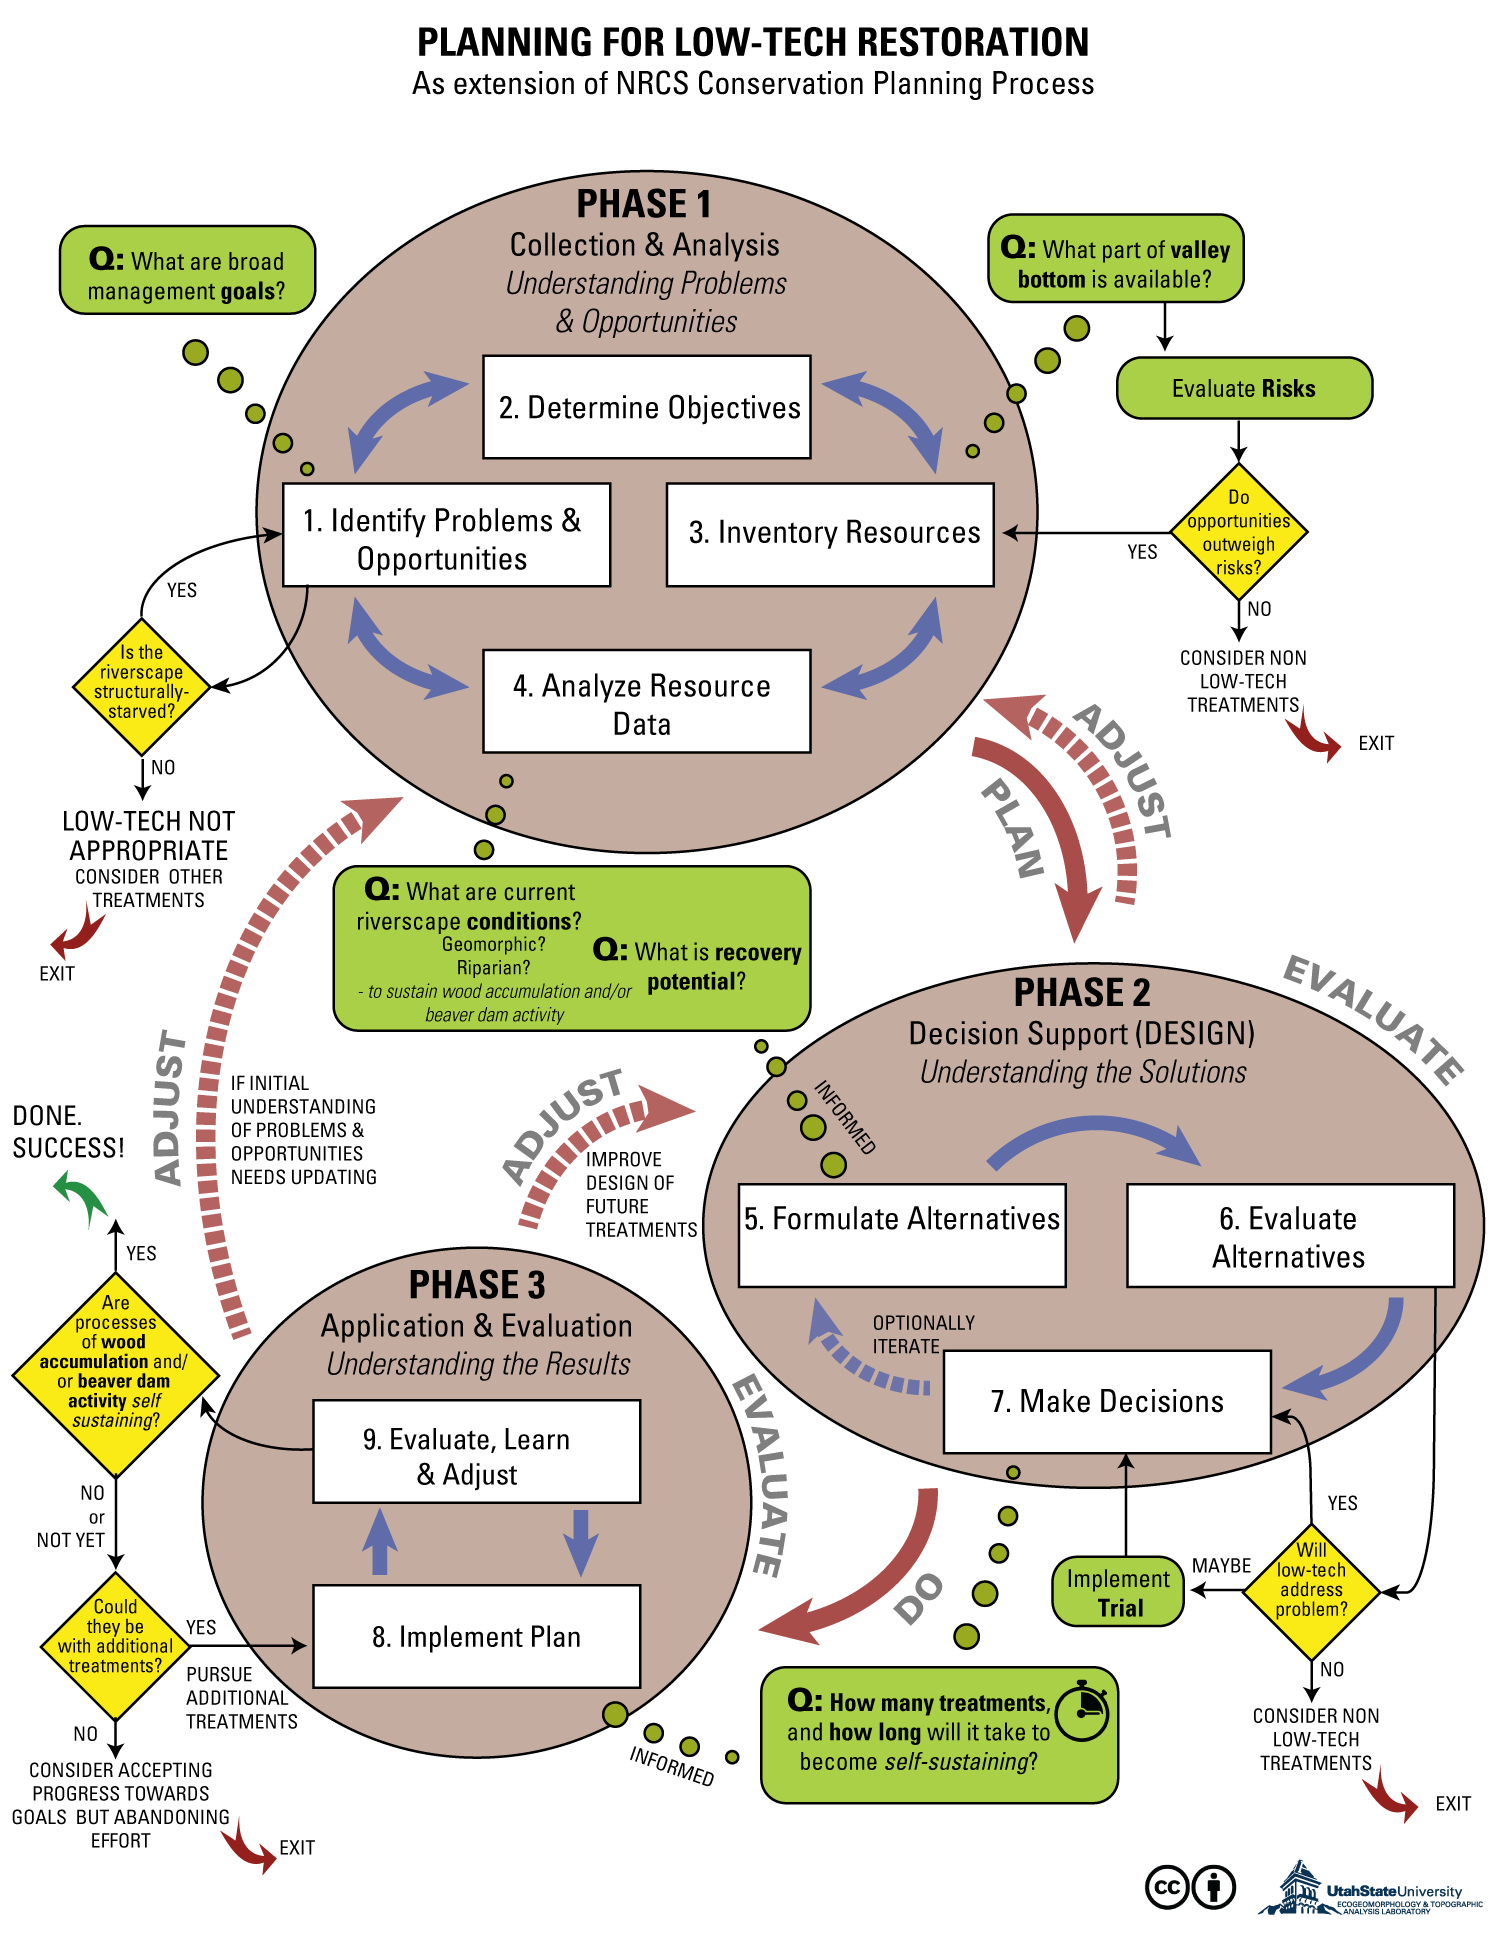 PLANNING FOR LOW-TECH RESTORATION
As extension of NRCS Conservation Planning Process
PHASE 1
Collection & Analysis
Understanding Problems
& Opportunities
Q: What are broad
management goals?
Q: What part of valley
bottom is available?
Evaluate Risks
2. Determine Objectives
1. Identify Problems &
Opportunities
3. Inventory Resources
4. Analyze Resource
Data
Do
opportunities
outweigh
risks?
YES
NO
CONSIDER NON
LOW-TECH
TREATMENTS
EXIT
YES
Is the
riverscape
structurally-
starved?
NO
LOW-TECH NOT
APPROPRIATE
CONSIDER OTHER
TREATMENTS
EXIT
ADJUST
PLAN
Q: What are current
riverscape conditions?
Geomorphic?
Riparian?
- to sustain wood accumulation and/or
beaver dam activity
Q: What is recovery
potential?
EVALUATE
PHASE 2
Decision Support (DESIGN)
Understanding the Solutions
INFORMED
5. Formulate Alternatives
6. Evaluate
Alternatives
OPTIONALLY
ITERATE
7. Make Decisions
ADJUST
IF INITIAL
UNDERSTANDING
OF PROBLEMS &
OPPORTUNITIES
NEEDS UPDATING
ADJUST
IMPROVE
DESIGN OF
FUTURE
TREATMENTS
DONE.
SUCCESS!
YES
Are
processes
of wood
accumulation and/
or beaver dam
activity self
sustaining?
NO
or
NOT YET
Could
they be
with additional
treatments?
YES
PURSUE
ADDITIONAL
TREATMENTS
NO
CONSIDER ACCEPTING
PROGRESS TOWARDS
GOALS BUT ABANDONING
EFFORT
EXIT
PHASE 3
Application & Evaluation
Understanding the Results
9. Evaluate, Learn
& Adjust
8. Implement Plan
EVALUATE
DO
INFORMED
Q: How many treatments,
and how long will it take to
become self-sustaining?
Implement
Trial
MAYBE
YES
Will
low-tech
address
problem?
NO
CONSIDER NON
LOW-TECH
TREATMENTS
EXIT
cc
UtahStateUniversity
ECOGEOMORPHOLOGY & TOPOGRAPHIC
ANALYSIS LABORATORY